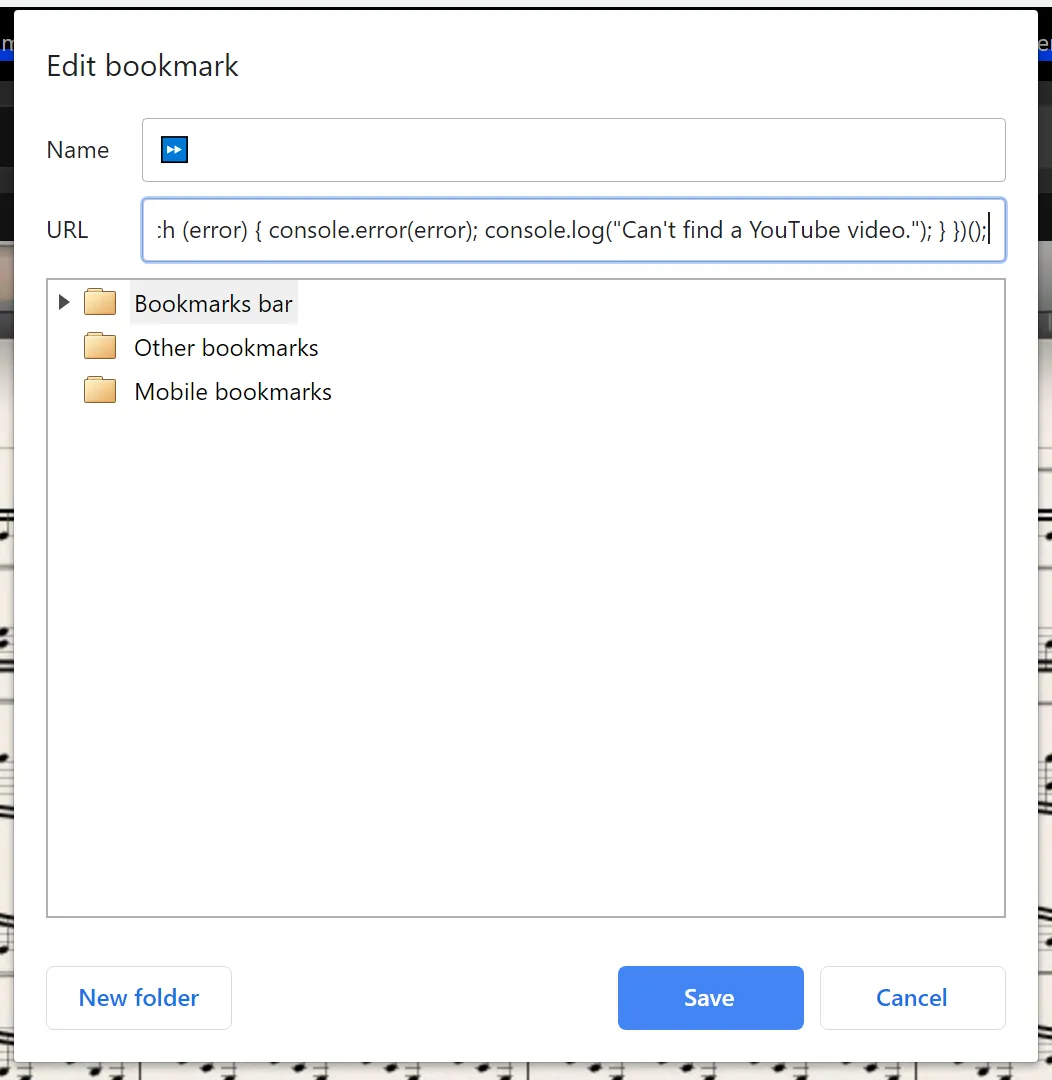 Edit bookmark
Name ⏩
URL :h (error) { console.error(error); console.log("Can't find a YouTube video."); } })();
Bookmarks bar
Other bookmarks
Mobile bookmarks
New folder Save Cancel